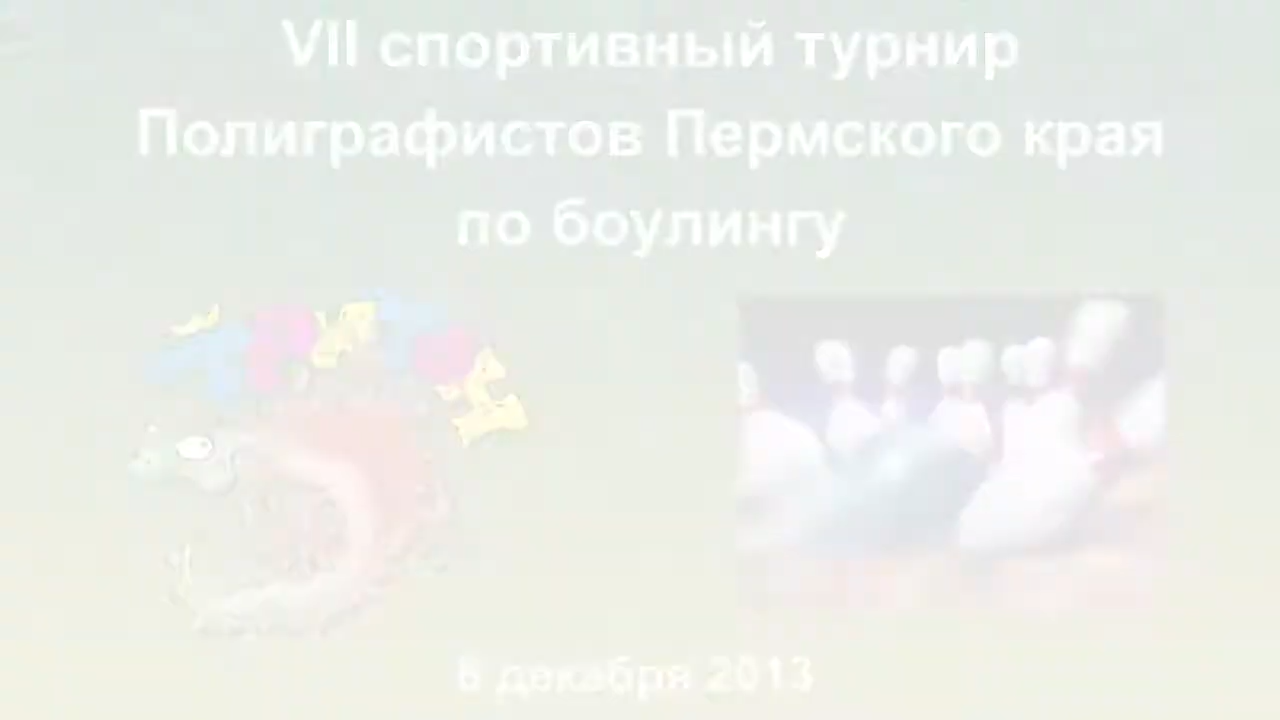 VII спортивный турнир
Полиграфистов Пермского края
по боулингу
6 декабря 2013